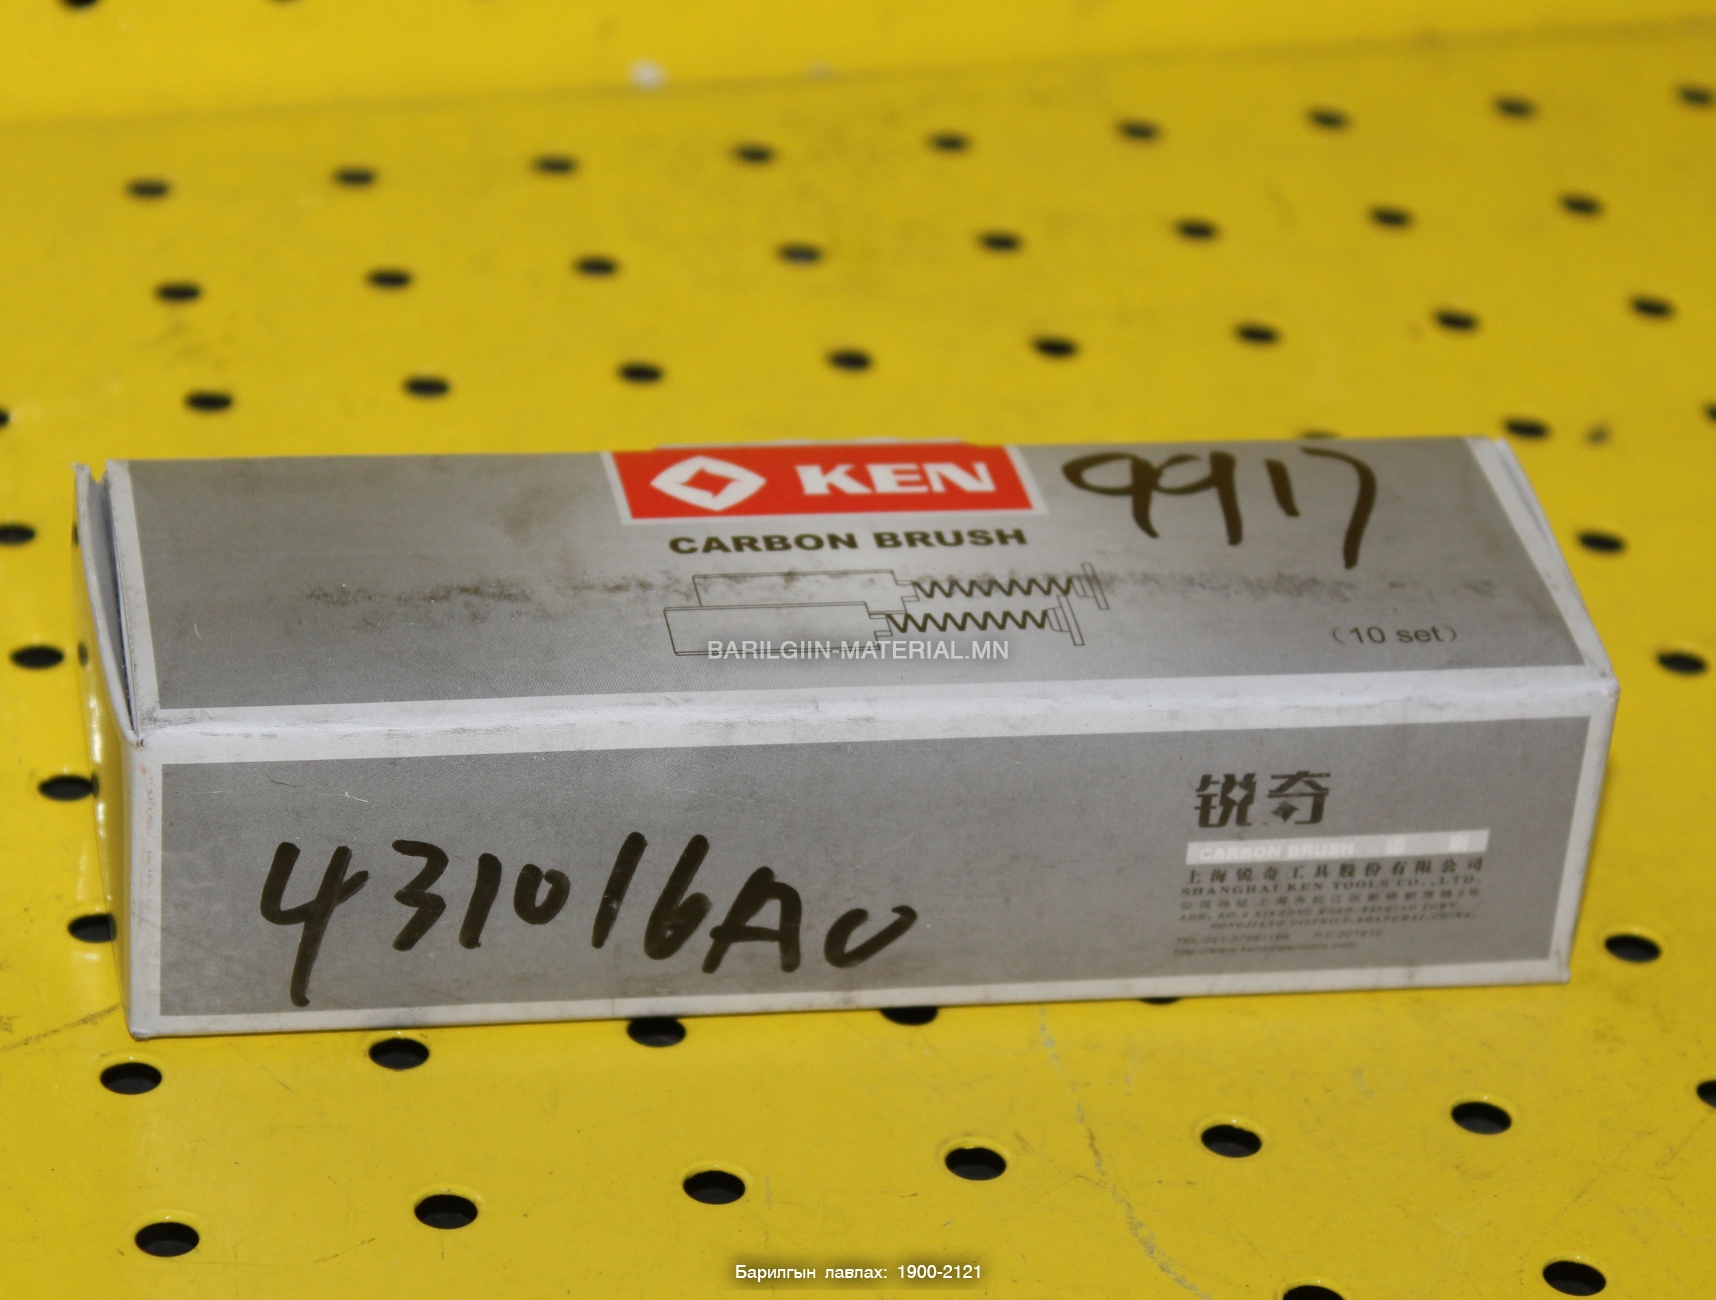 KEN
9917
CARBON BRUSH
（10 set）
BARILGIIN-MATERIAL.MN
锐奇
CARBON BRUSH
431016A0
上海锐奇工具股份有限公司
SHANGHAI KEN TOOLS CO.,LTD.
Барилгын лавлах: 1900-2121